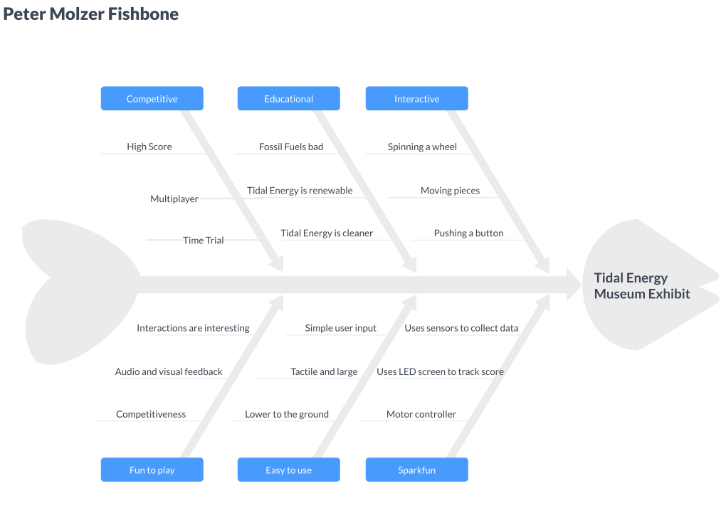 Peter Molzer Fishbone
Competitive
Educational
Interactive
High Score
Fossil Fuels bad
Spinning a wheel
Multiplayer
Tidal Energy is renewable
Moving pieces
Time Trial
Tidal Energy is cleaner
Pushing a button
Tidal Energy
Museum Exhibit
Interactions are interesting
Simple user input
Uses sensors to collect data
Audio and visual feedback
Tactile and large
Uses LED screen to track score
Competitiveness
Lower to the ground
Motor controller
Fun to play
Easy to use
Sparkfun